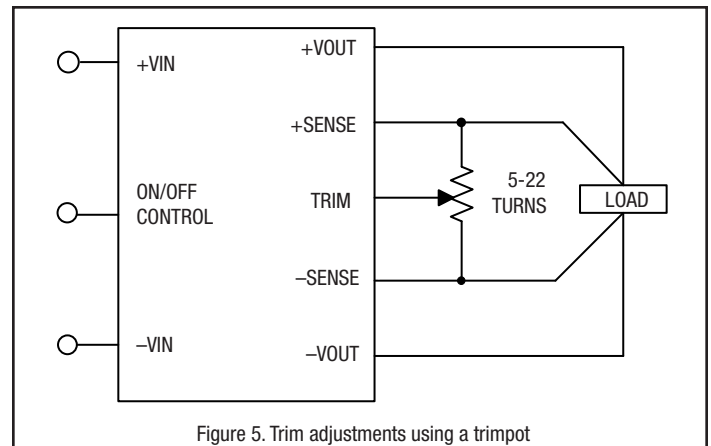 +VIN
ON/OFF
CONTROL
–VIN
+VOUT
+SENSE
TRIM
–SENSE
–VOUT
5-22
TURNS
LOAD
Figure 5. Trim adjustments using a trimpot